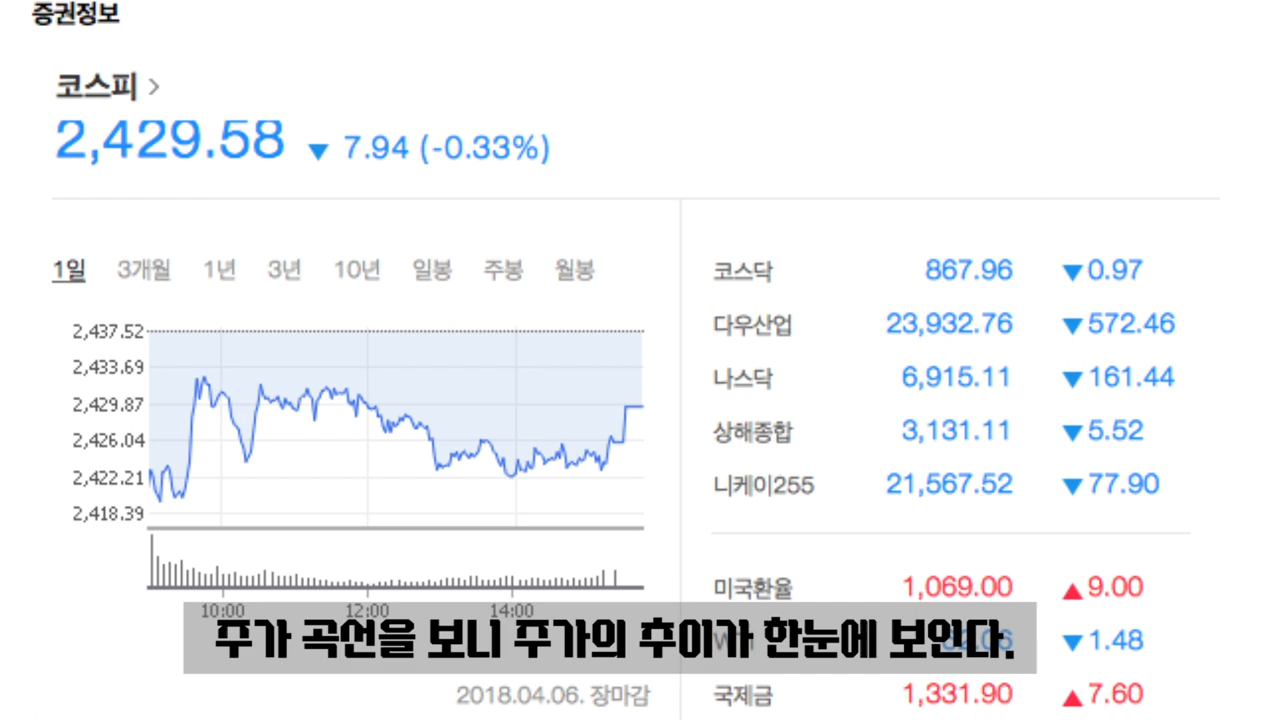 증권정보
코스피 >
2,429.58 ▼ 7.94 (-0.33%)
1일 3개월 1년 3년 10년 일봉 주봉 월봉
2,437.52
2,433.69
2,429.87
2,426.04
2,422.21
2,418.39
10:00 12:00 14:00
2018.04.06. 장마감
코스닥 867.96 ▼0.97
다우산업 23,932.76 ▼572.46
나스닥 6,915.11 ▼161.44
상해종합 3,131.11 ▼5.52
니케이255 21,567.52 ▼77.90
미국환율 1,069.00 ▲9.00
WTI 62.06 ▼1.48
국제금 1,331.90 ▲7.60
주가 곡선을 보니 주가의 추이가 한눈에 보인다.